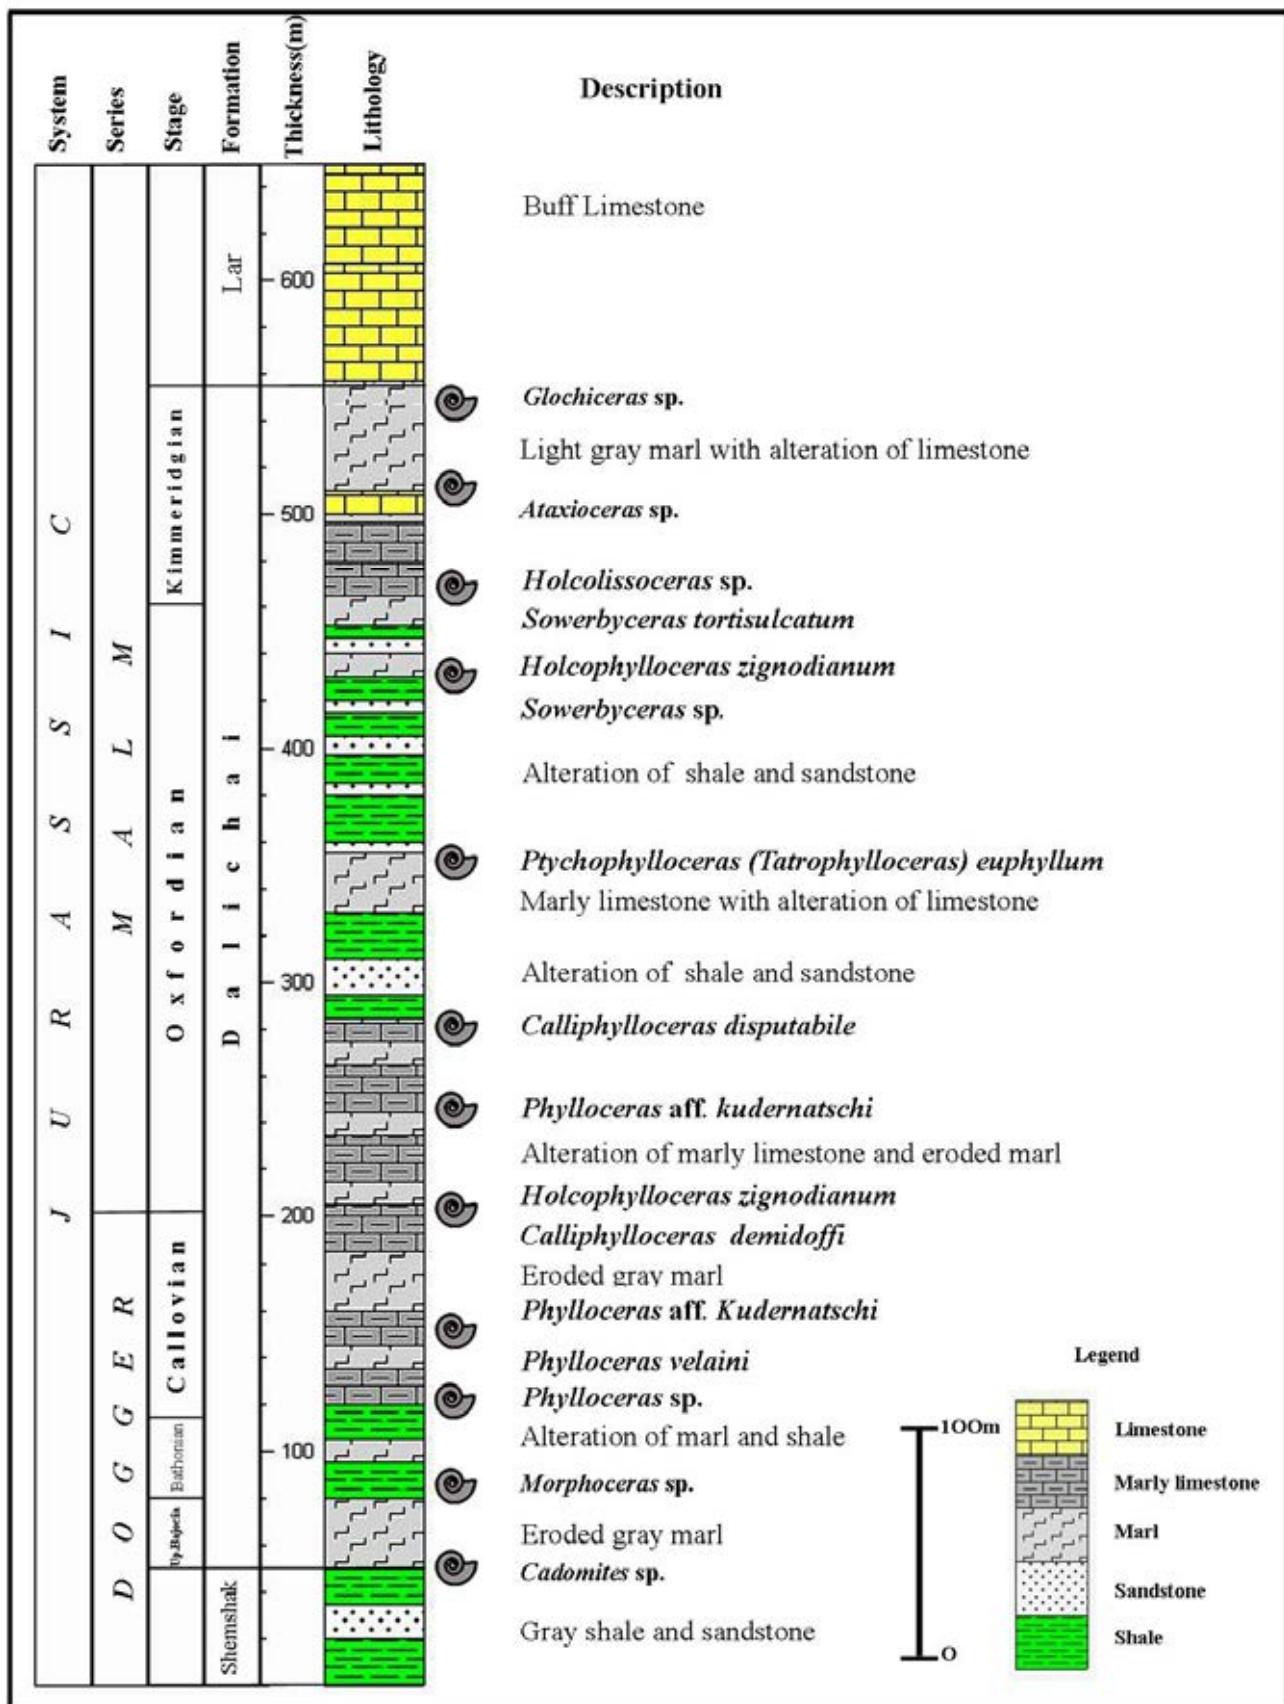 System
Series
Stage
Formation
Thickness(m)
Lithology
Description
JURASSIC
MALM
DOGGER
Kimmeridgian
Oxfordian
Callovian
Bathonian
Up.Bajocia
Lar
Dalichai
Shemshak
600
500
400
300
200
100
Buff Limestone
Glochiceras sp.
Light gray marl with alteration of limestone
Ataxioceras sp.
Holcolissoceras sp.
Sowerbyceras tortisulcatum
Holcophylloceras zignodianum
Sowerbyceras sp.
Alteration of shale and sandstone
Ptychophylloceras (Tatrophylloceras) euphyllum
Marly limestone with alteration of limestone
Alteration of shale and sandstone
Calliphylloceras disputabile
Phylloceras aff. kudernatschi
Alteration of marly limestone and eroded marl
Holcophylloceras zignodianum
Calliphylloceras demidoffi
Eroded gray marl
Phylloceras aff. Kudernatschi
Phylloceras velaini
Phylloceras sp.
Alteration of marl and shale
Morphoceras sp.
Eroded gray marl
Cadomites sp.
Gray shale and sandstone
100m
0
Legend
Limestone
Marly limestone
Marl
Sandstone
Shale